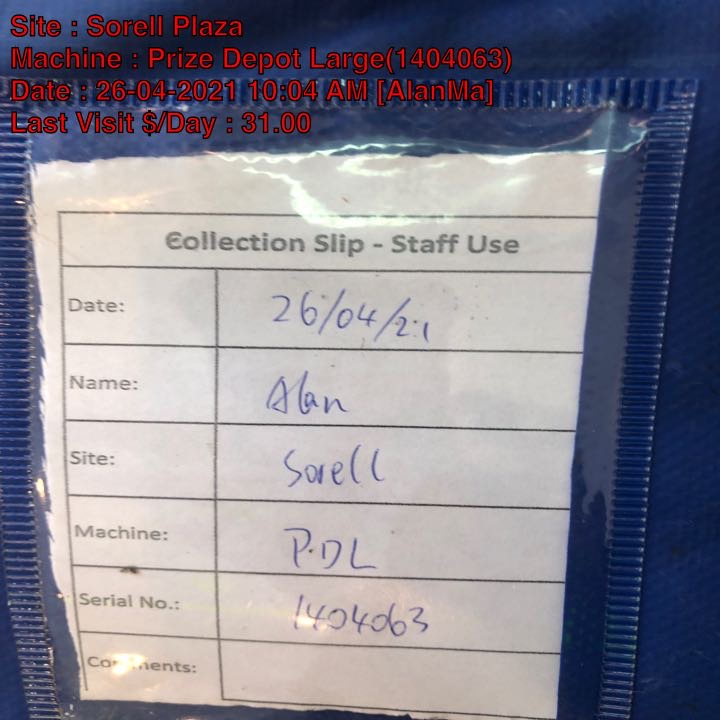 Site : Sorell Plaza
Machine : Prize Depot Large(1404063)
Date : 26-04-2021 10:04 AM [AlanMa]
Last Visit $/Day : 31.00
Collection Slip - Staff Use
Date: 26/04/21
Name: Alan
Site: Sorell
Machine: P.DL
Serial No.: 1404063
Comments: